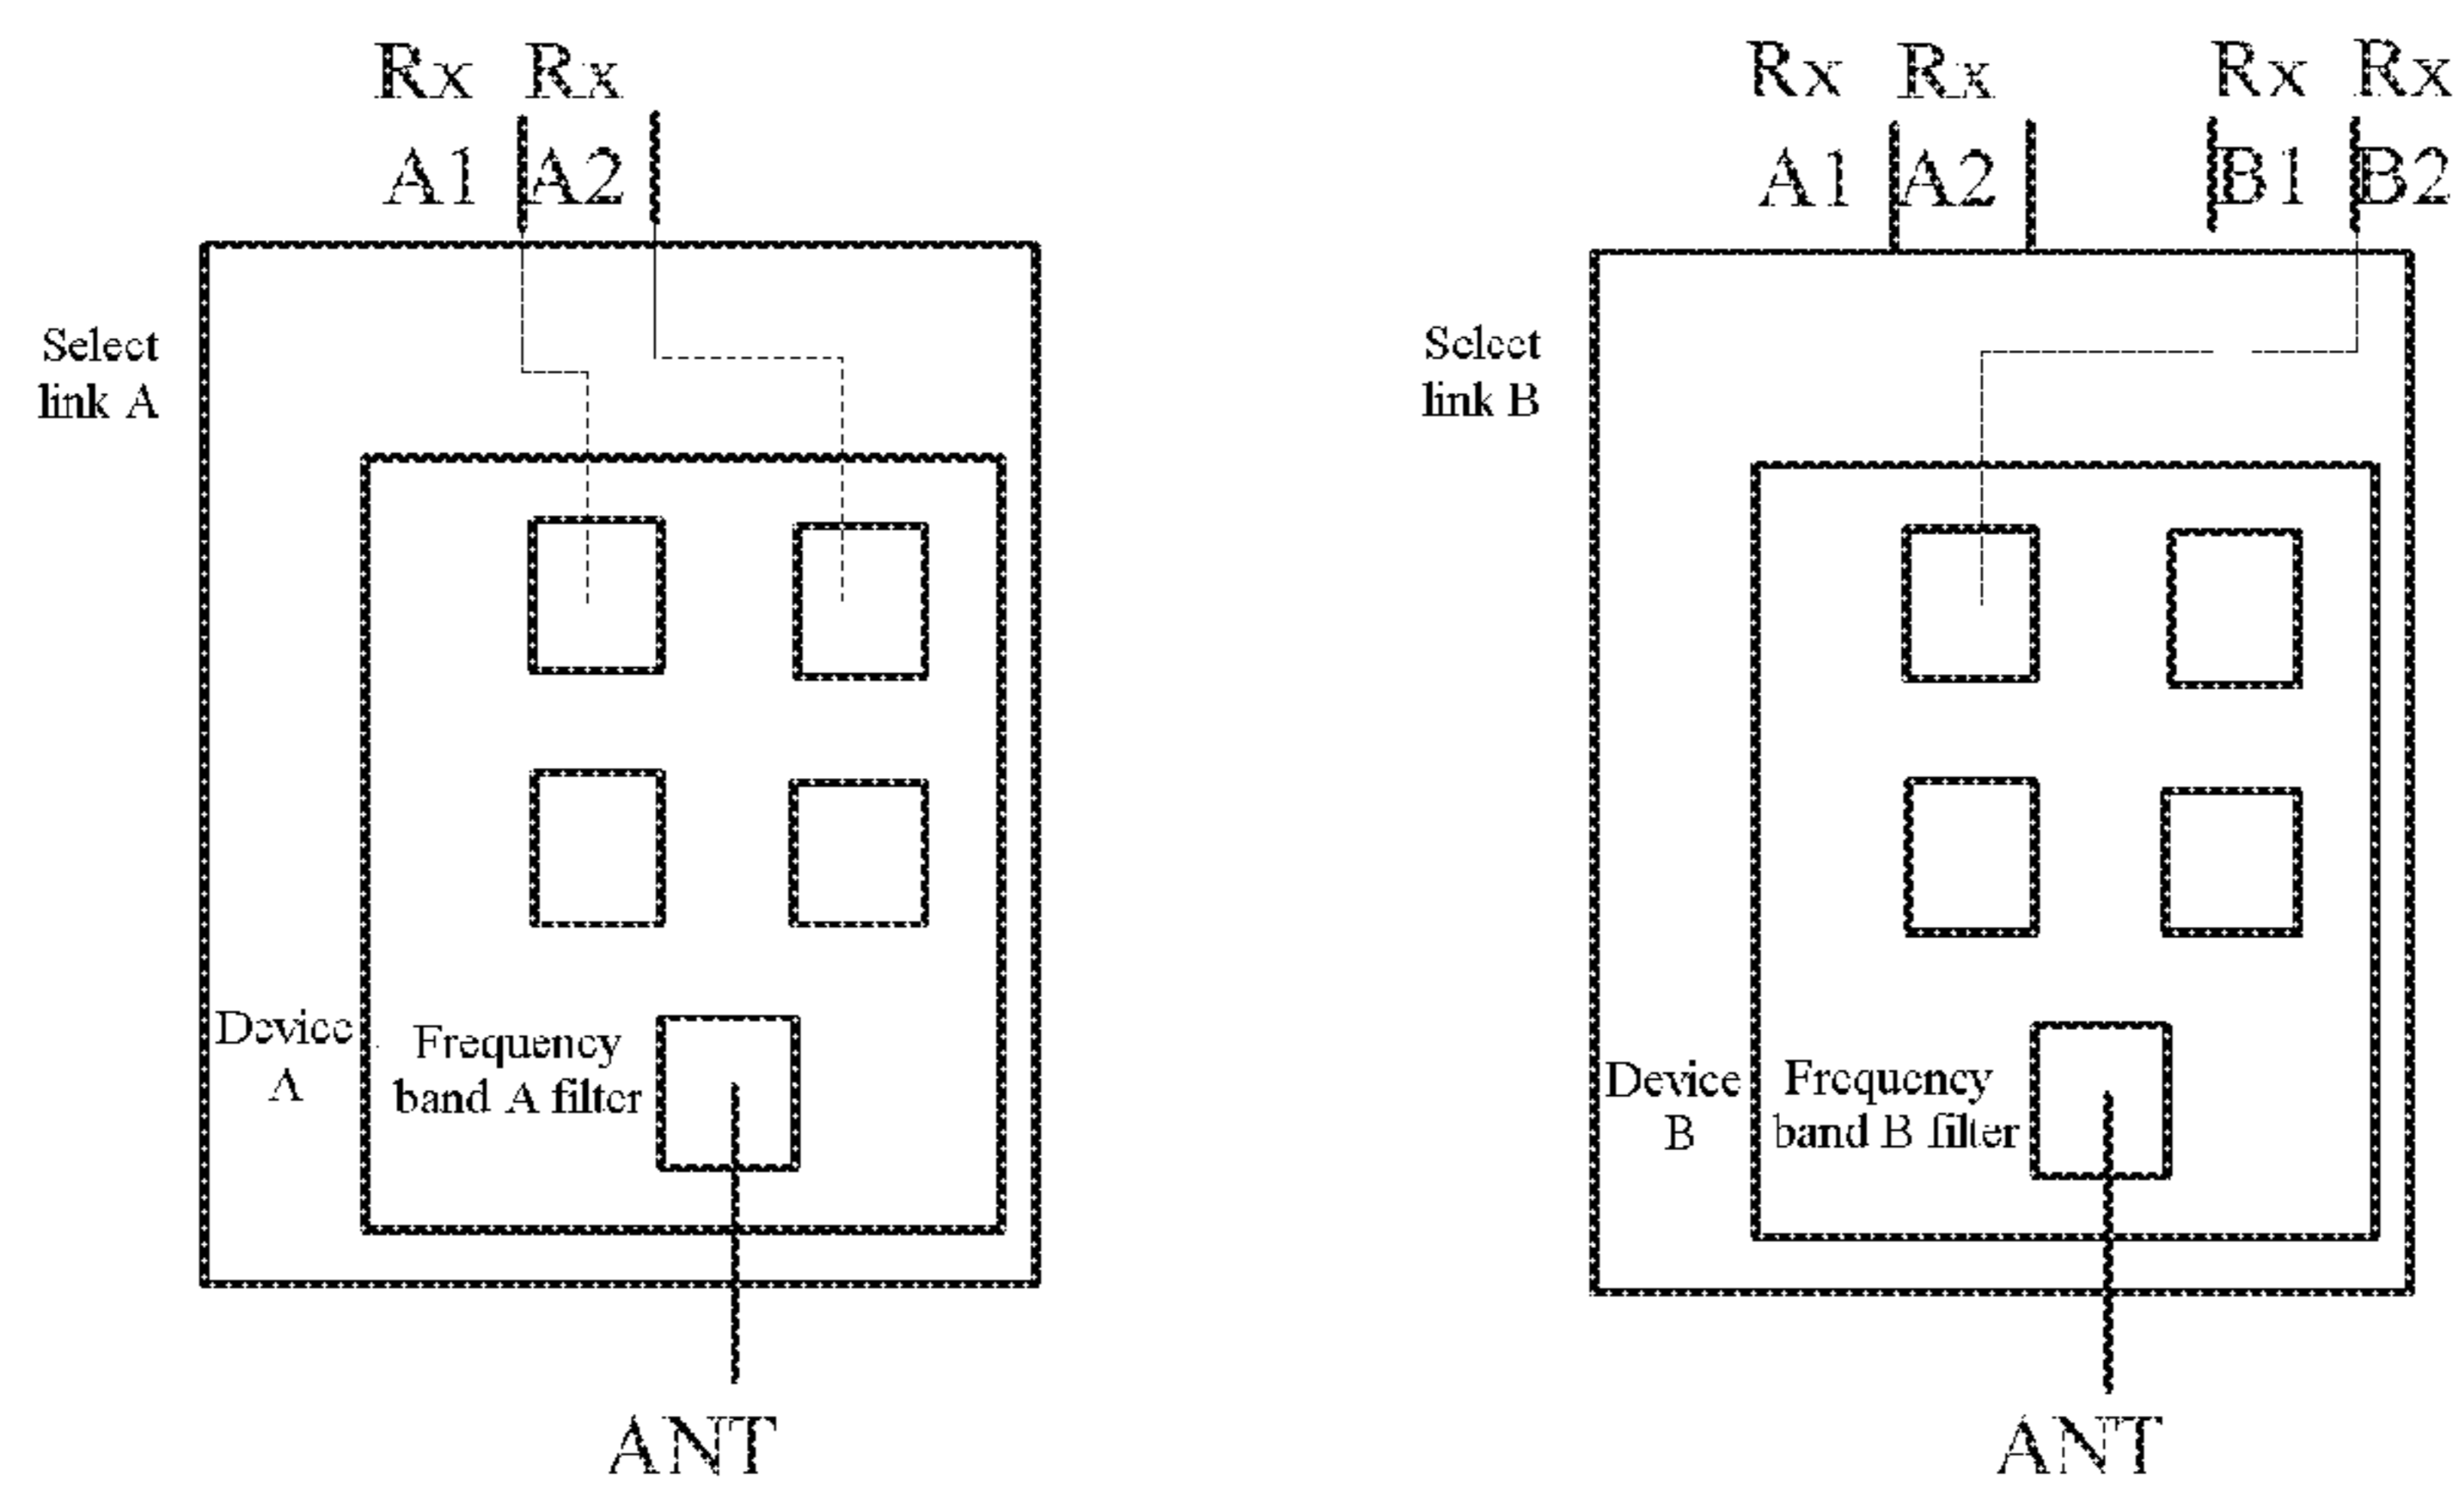 Rx Rx
A1 A2
Select
link A
Device
A
Frequency
band A filter
ANT
Rx Rx Rx Rx
A1 A2 B1 B2
Select
link B
Device
B
Frequency
band B filter
ANT